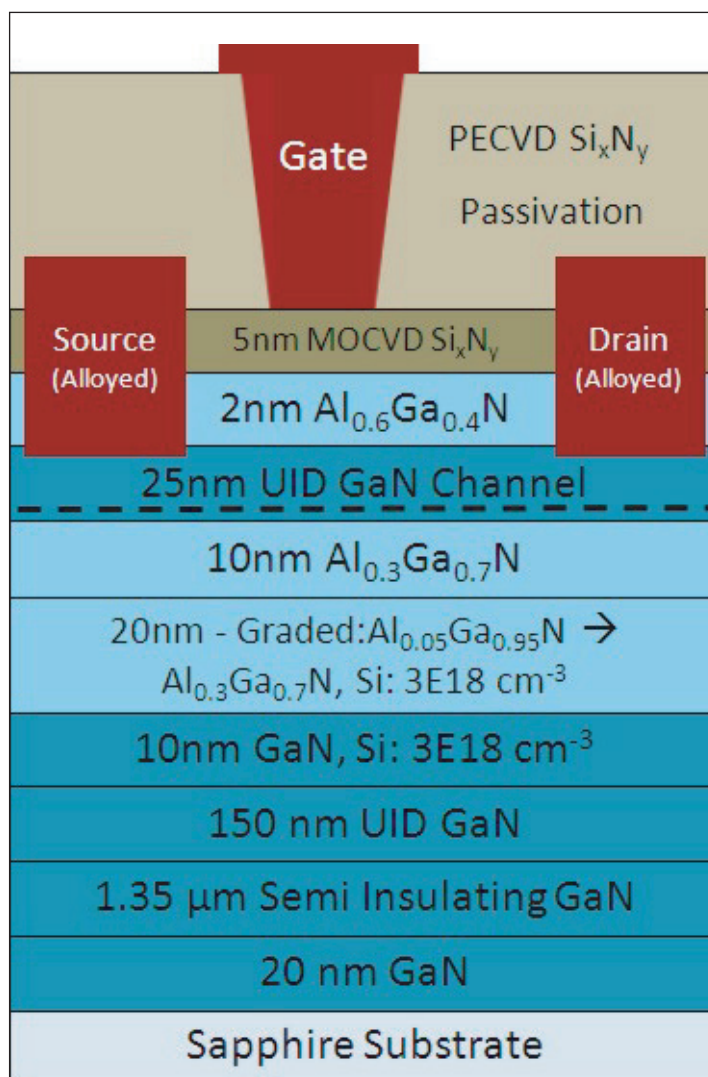 Gate
PECVD SiₓNᵧ
Passivation
Source
(Alloyed)
5nm MOCVD SiₓNᵧ
Drain
(Alloyed)
2nm Al₀.₆Ga₀.₄N
25nm UID GaN Channel
10nm Al₀.₃Ga₀.₇N
20nm - Graded:Al₀.₀₅Ga₀.₉₅N →
Al₀.₃Ga₀.₇N, Si: 3E18 cm⁻³
10nm GaN, Si: 3E18 cm⁻³
150 nm UID GaN
1.35 μm Semi Insulating GaN
20 nm GaN
Sapphire Substrate